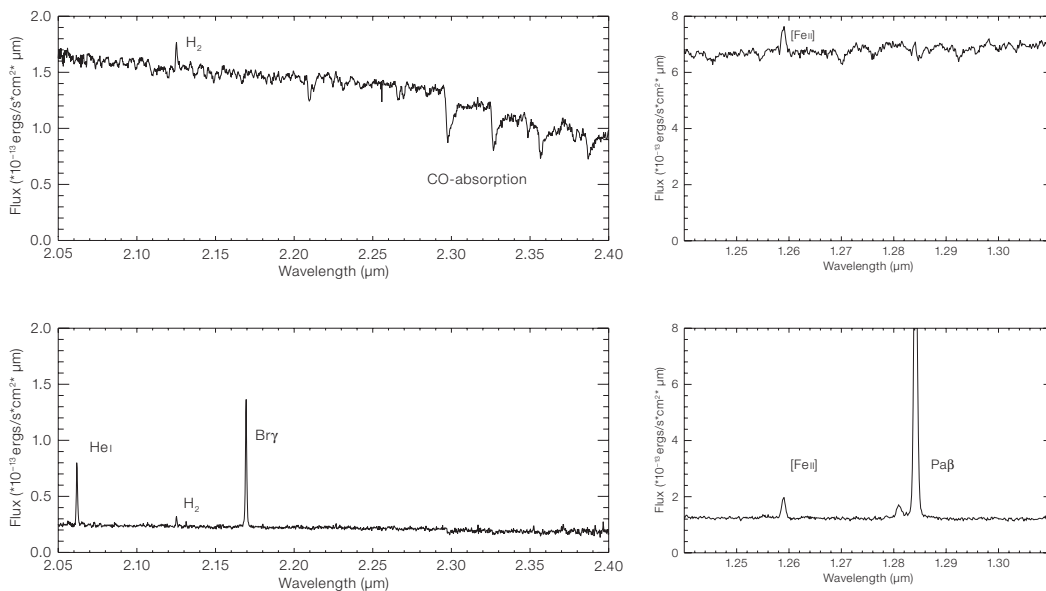 2.0
1.5
1.0
0.5
0.0
Flux (*10⁻¹³ ergs/s*cm²* µm)
H₂
CO-absorption
2.05 2.10 2.15 2.20 2.25 2.30 2.35 2.40
Wavelength (µm)
8
6
4
2
0
Flux (*10⁻¹³ ergs/s*cm²* µm)
[FeII]
1.25 1.26 1.27 1.28 1.29 1.30
Wavelength (µm)
2.0
1.5
1.0
0.5
0.0
Flux (*10⁻¹³ ergs/s*cm²* µm)
HeI
H₂
Brγ
2.05 2.10 2.15 2.20 2.25 2.30 2.35 2.40
Wavelength (µm)
8
6
4
2
0
Flux (*10⁻¹³ ergs/s*cm²* µm)
[FeII]
Paβ
1.25 1.26 1.27 1.28 1.29 1.30
Wavelength (µm)